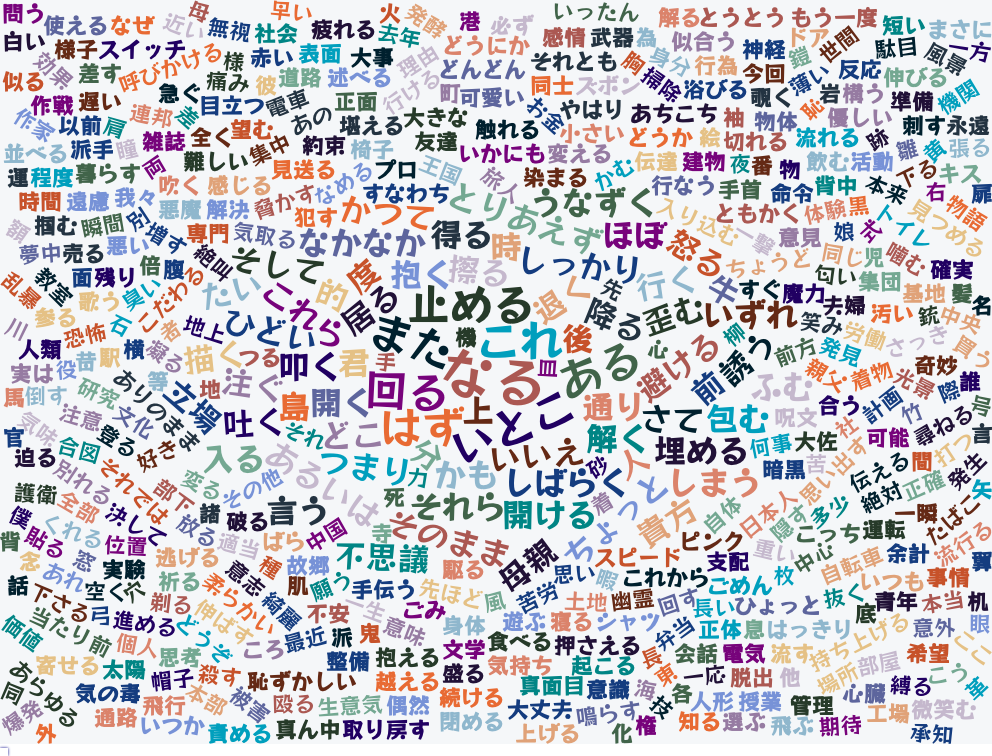 問う 使える なぜ 近い 母 無視 早い 社会 疲れる 火 去年 発酵 港 必ず いったん 解る とうとう もう一度 短い まさに
白い 様子 スイッチ 呼びかける 様 赤い 表面 大事 理由 どうにか 感情 武器 為 似合う 神経 ドア 世間 駄目 風景 一方
似る 効果 差す 痛み 彼 道路 述べる 行ける どんどん それとも 胸 身分 行為 今回 鎧 薄い 反応 伸びる
作戦 遅い 急ぐ 目立つ 電車 正面 町 可愛い 同士 スポン 掃除 浴びる 覗く 恥 岩 横う 準備 機関
作家 以前 肩 連邦 差 あの 堪える 大きな お金 やはり あちこち 袖 物体 優しい 刺す 永遠
並べる 派手 瞳 雑誌 全く 望む 集中 約束 椅子 友達 触れる 小さい どうか 絵 切れる 流れる 跡 雛 黄 張る
運 程度 暮らす 両 難しい 見送る プロ 王国 いかにも 変える 伝達 建物 夜 番 物 飲む 活動 下る キス
時間 遠慮 我々 吹く 感じる 脅かす なめる すなわち 旅人 染まる かむ 行なう 手首 命令 背中 本来 右 扉
掴む 瞬間 別 悪魔 解決 犯す かつて とりあえず うなずく 入り込む ともかく 体験 黒 トイレ 見つめる 物語
夢中 売る 悪い 増す 専門 気取る なかなか 得る 時 ほぼ 怒る 一撃 意見 娘 噛む
乱暴 教室 面 残り 倍 腹 絶叫 そして 度 抱く 擦る しっかり 行く 牛 ちょうど 同じ 児 匂い 集団 確実
歌う 臭い こだわる たい これら 的 居る 止める 退く 先 降る 歪む いずれ すぐ 魔力 夫婦 汚い 基地 髪 名
川 参る 恐怖 石 者 地上 ひどい また 機 これ 後 心 避ける 柳 誘う 笑み 労働 さっき 銃 中央
人類 昔 駅 横 凝る 描く つる 叩く 君 手 なる 皿 ある 前 前方 発見 買う
実は 役 等 地 注ぐ 開く 回る 親父 着物 光景 奇妙 際 誰
馬 倒す 研究 ありのまま 立場 島 はず 上 いとこ 通り さて 包む ふむ 呪文 合う 計画 竹 号
気味 注意 文化 吐く それ どこ 分 いいえ 解く 埋める 何事 大佐 社 可能 尋ねる 言
官 迫る 合図 登る 好き 入る ある つまり 力 かも 砂 しばらく 人 しまう 暗黒 苦 思い出す 伝える 間 打つ
護衛 別れる それでは 変る その他 いいは 死 それら 開ける 着 ちょっと 貴方 自体 日本人 隠す 多少 絶対 正確 発生 矢
僕 全部 決して 部下 放る 諸 破る 言う 寺 そのまま こっち 運転 一瞬 たばこ
背 貼る くれる 位置 適当 ばら 中国 不思議 母親 スピード ピンク 支配 重い 中心 自転車 余計 流行る
念 あれ 窓 実験 逃げる 意志 種 故郷 駆る 思い 暇 これから ごめん 枚 いつも 事情 翼
話 下さる 空く 穴 祈る 柔らかい 綺麗 肌 願う 手伝う 先ほど 風 苦労 土地 幽霊 回す 長い ひょっと 抜く 底 青年 本当 机
価値 当たり前 弓 進める 剃る 伸ばす 不安 一生 ごみ 身体 遊ぶ 寝る シャツ 弁当 正体 息 はっきり 持ち上げる 意外 眼
個人 どうぞ ころ 最近 派 鬼 意味 文学 食べる 押さえる 長年 会話 電気 流す 場所 部屋 希望 にこにこ
あらゆる 寄せる 太陽 思考 殺す 整備 抱える 盛る 気持ち 起こる 一応 脱出 他 心臓 縛る こう 革
同 気の毒 帽子 本部 恥ずかしい 越える 続ける 真面目 意識 海 技 各 人形 授業 管理 工場 微笑む
爆発 外 通路 飛行 いつか 被害 殴る 生意気 偶然 閉める 大丈夫 鳴らす 権 知る 選ぶ 飛ぶ 期待 承知
責める 真ん中 取り戻す 上げる 化